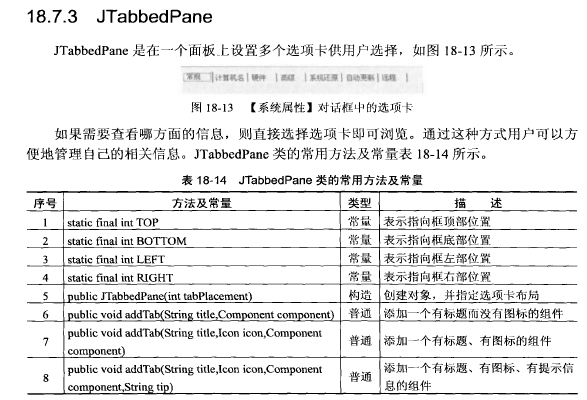 18.7.3 JTabbedPane
JTabbedPane 是在一个面板上设置多个选项卡供用户选择，如图 18-13 所示。
常规 计算机名 硬件 高级 系统还原 自动更新 远程
图 18-13 【系统属性】对话框中的选项卡
如果需要查看哪方面的信息，则直接选择选项卡即可浏览。通过这种方式用户可以方
便地管理自己的相关信息。JTabbedPane 类的常用方法及常量表 18-14 所示。
表 18-14 JTabbedPane 类的常用方法及常量
序号 方法及常量 类型 描 述
1 static final int TOP 常量 表示指向框顶部位置
2 static final int BOTTOM 常量 表示指向框底部位置
3 static final int LEFT 常量 表示指向框左部位置
4 static final int RIGHT 常量 表示指向框右部位置
5 public JTabbedPane(int tabPlacement) 构造 创建对象，并指定选项卡布局
6 public void addTab(String title,Component component) 普通 添加一个有标题而没有图标的组件
7 public void addTab(String title,Icon icon,Component
component) 普通 添加一个有标题、有图标的组件
8 public void addTab(String title,Icon icon,Component
component,String tip) 普通 添加一个有标题、有图标、有提示
信息的组件